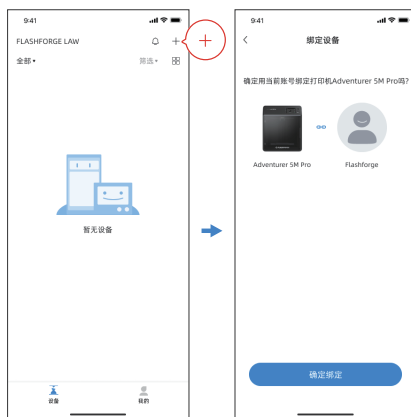 9:41
FLASHFORGE LAW
全部
筛选
暂无设备
设备
我的
9:41
绑定设备
确定用当前账号绑定打印机Adventurer 5M Pro吗?
Adventurer 5M Pro
Flashforge
确定绑定